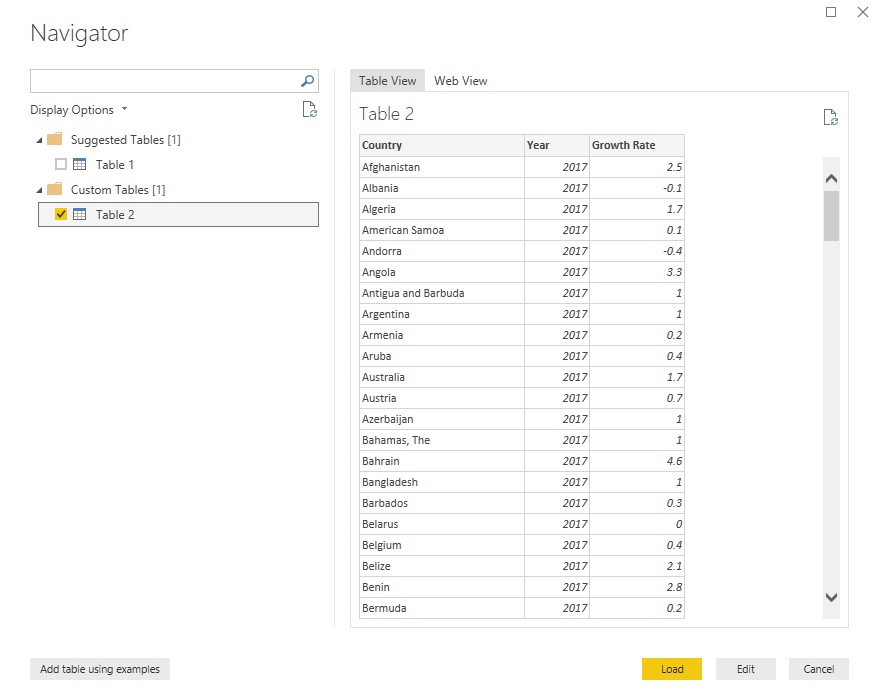 Navigator
Display Options
Suggested Tables [1]
Table 1
Custom Tables [1]
Table 2
Table View Web View
Table 2
Country Year Growth Rate
Afghanistan 2017 2.5
Albania 2017 -0.1
Algeria 2017 1.7
American Samoa 2017 0.1
Andorra 2017 -0.4
Angola 2017 3.3
Antigua and Barbuda 2017 1
Argentina 2017 1
Armenia 2017 0.2
Aruba 2017 0.4
Australia 2017 1.7
Austria 2017 0.7
Azerbaijan 2017 1
Bahamas, The 2017 1
Bahrain 2017 4.6
Bangladesh 2017 1
Barbados 2017 0.3
Belarus 2017 0
Belgium 2017 0.4
Belize 2017 2.1
Benin 2017 2.8
Bermuda 2017 0.2
Add table using examples Load Edit Cancel